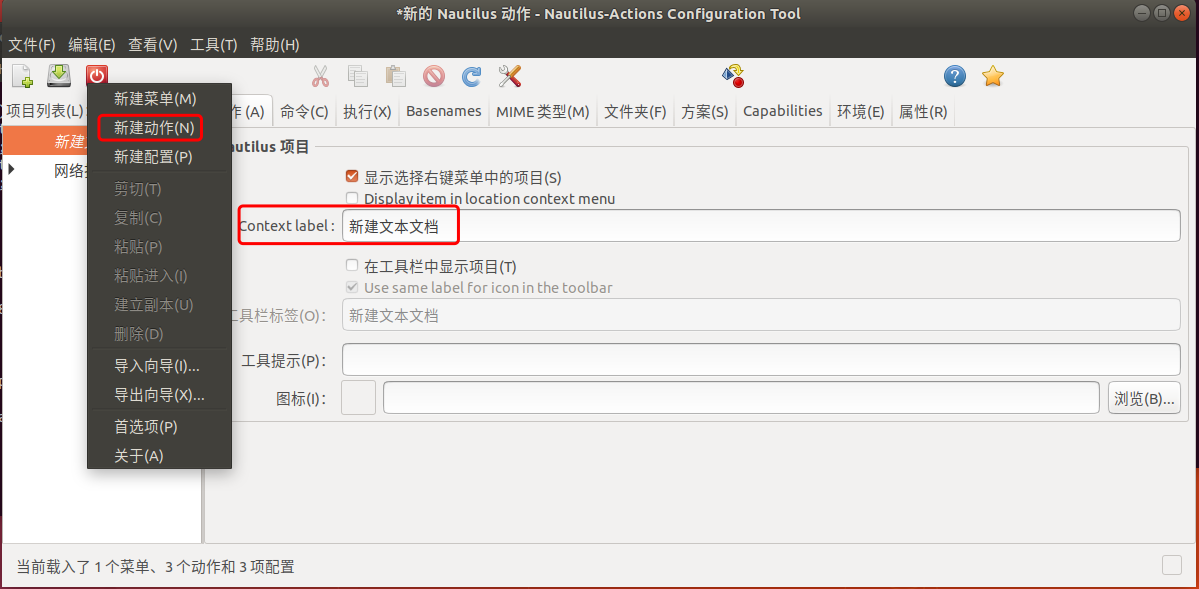 *新的 Nautilus 动作 - Nautilus-Actions Configuration Tool
文件(F) 编辑(E) 查看(V) 工具(T) 帮助(H)
项目列表(L)
作 (A) 命令(C) 执行(X) Basenames MIME 类型(M) 文件夹(F) 方案(S) Capabilities 环境(E) 属性(R)
新建
网络
新建菜单(M)
新建动作(N)
新建配置(P)
剪切(T)
复制(C)
粘贴(P)
粘贴进入(I)
建立副本(U)
删除(D)
导入向导(I)...
导出向导(X)...
首选项(P)
关于(A)
autilus 项目
显示选择右键菜单中的项目(S)
Display item in location context menu
Context label : 新建文本文档
在工具栏中显示项目(T)
Use same label for icon in the toolbar
工具栏标签(O): 新建文本文档
工具提示(P):
图标(I): 浏览(B)...
当前载入了 1 个菜单、3 个动作和 3 项配置